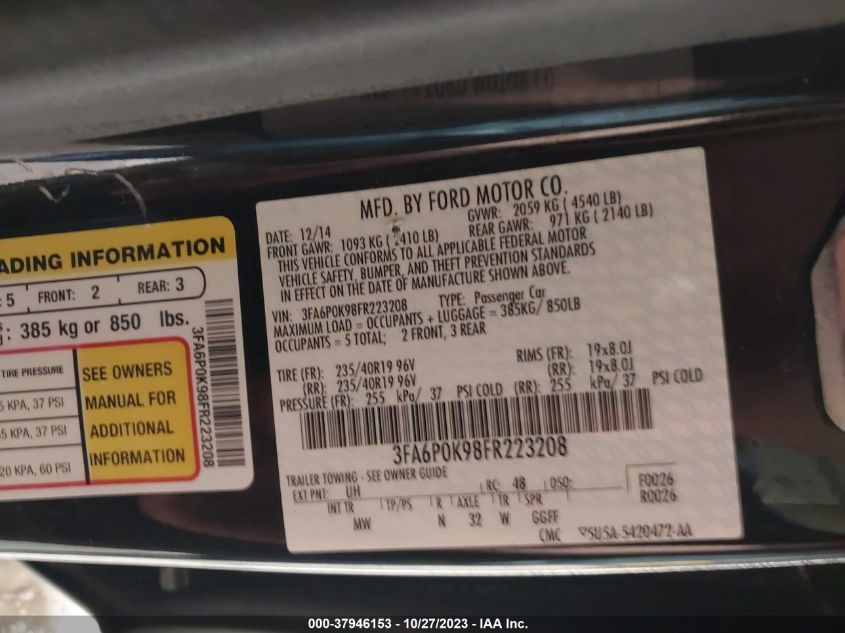 MFD. BY FORD MOTOR CO.
DATE: 12/14 GVWR: 2059 KG ( 4540 LB)
FRONT GAWR: 1093 KG ( 2410 LB) REAR GAWR: 971 KG ( 2140 LB)
THIS VEHICLE CONFORMS TO ALL APPLICABLE FEDERAL MOTOR
VEHICLE SAFETY, BUMPER, AND THEFT PREVENTION STANDARDS
IN EFFECT ON THE DATE OF MANUFACTURE SHOWN ABOVE.
VIN: 3FA6P0K98FR223208 TYPE: Passenger Car
MAXIMUM LOAD = OCCUPANTS + LUGGAGE = 385KG/ 850LB
OCCUPANTS = 5 TOTAL; 2 FRONT, 3 REAR
TIRE (FR): 235/40R19 96V RIMS (FR): 19x8.0J
(RR): 235/40R19 96V (RR): 19x8.0J
PRESSURE (FR): 255 kPa/ 37 PSI COLD (RR): 255 kPa/ 37 PSI COLD
3FA6P0K98FR223208
TRAILER TOWING - SEE OWNER GUIDE
EXT PNT: UH RC: 48 DSO: F0026
INT TR TP/PS R AXLE TR SPR R0026
MW N 32 W GGFF
CMC 5U5A-5420472-AA
ADING INFORMATION
: 5 FRONT: 2 REAR: 3
: 385 kg or 850 lbs.
TIRE PRESSURE
5 KPA, 37 PSI
55 KPA, 37 PSI
20 KPA, 60 PSI
SEE OWNERS
MANUAL FOR
ADDITIONAL
INFORMATION
3FA6P0K98FR223208
000-37946153 - 10/27/2023 - IAA Inc.